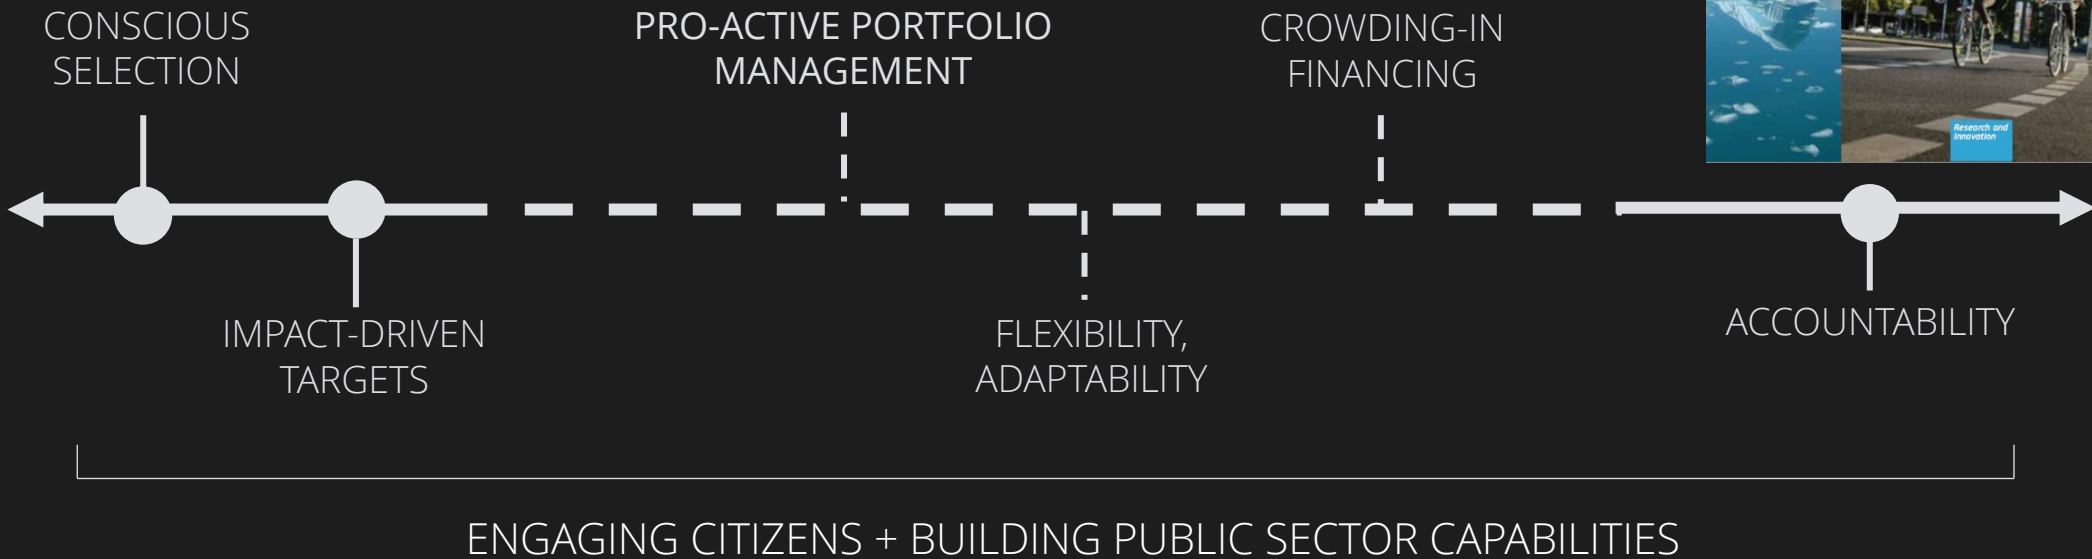 CONSCIOUS
SELECTION
PRO-ACTIVE PORTFOLIO
MANAGEMENT
CROWDING-IN
FINANCING
Research and
Innovation
IMPACT-DRIVEN
TARGETS
FLEXIBILITY,
ADAPTABILITY
ACCOUNTABILITY
ENGAGING CITIZENS + BUILDING PUBLIC SECTOR CAPABILITIES